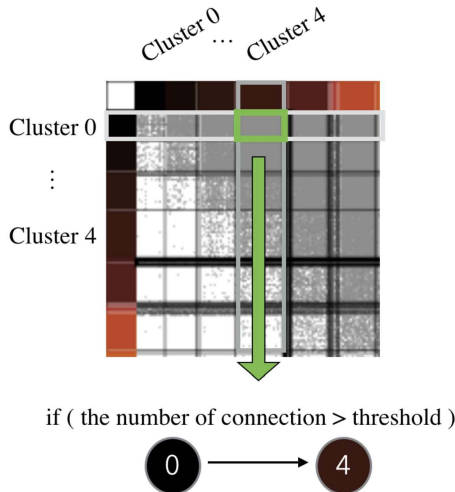 Cluster 0
... Cluster 4
Cluster 0
⋮
Cluster 4
if ( the number of connection > threshold )
0 4